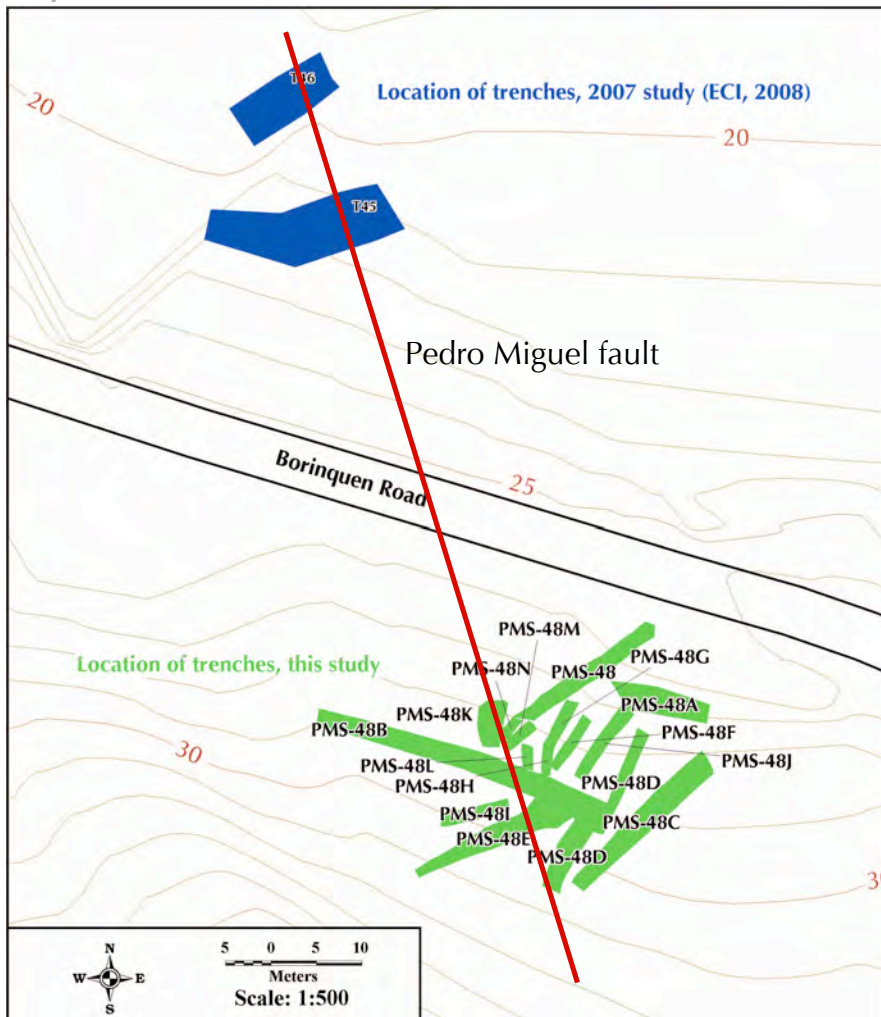 T46
Location of trenches, 2007 study (ECI, 2008)
20
20
T45
Pedro Miguel fault
Borinquen Road
25
PMS-48M
PMS-48G
Location of trenches, this study
PMS-48N
PMS-48
PMS-48K
PMS-48A
PMS-48B
PMS-48F
30
PMS-48L
PMS-48J
PMS-48H
PMS-48D
PMS-48I
PMS-48C
PMS-48E
PMS-48D
N
W
E
S
5 0 5 10
Meters
Scale: 1:500